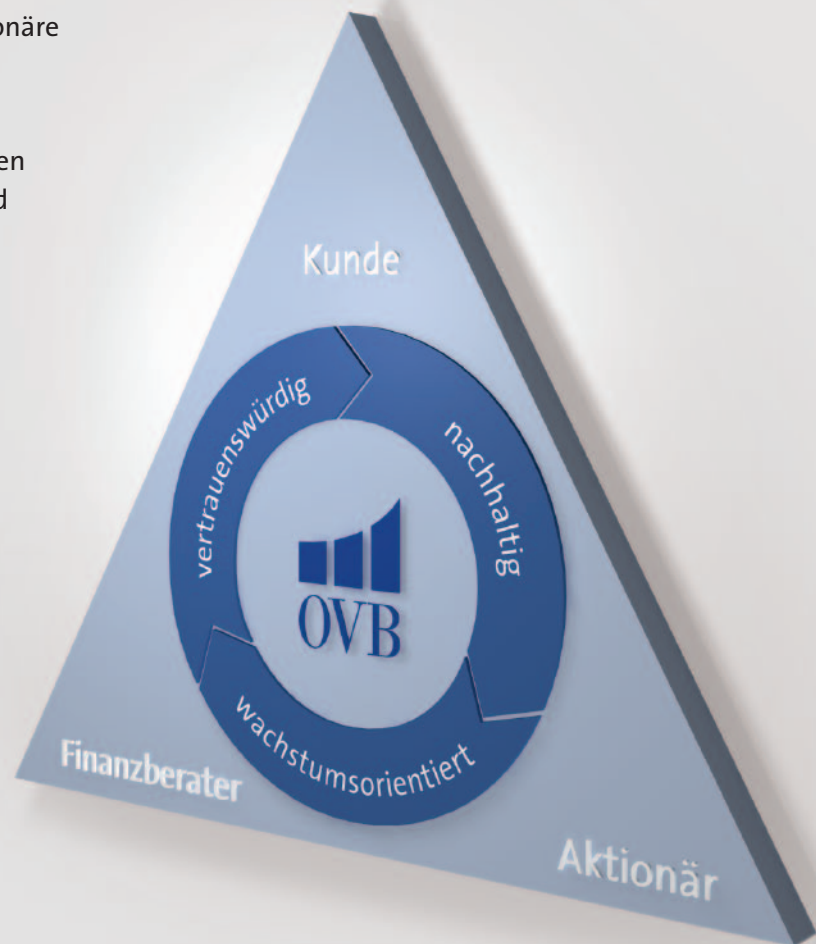 onäre
en
d
Kunde
vertrauenswürdig
nachhaltig
OVB
wachstumsorientiert
Finanzberater
Aktionär